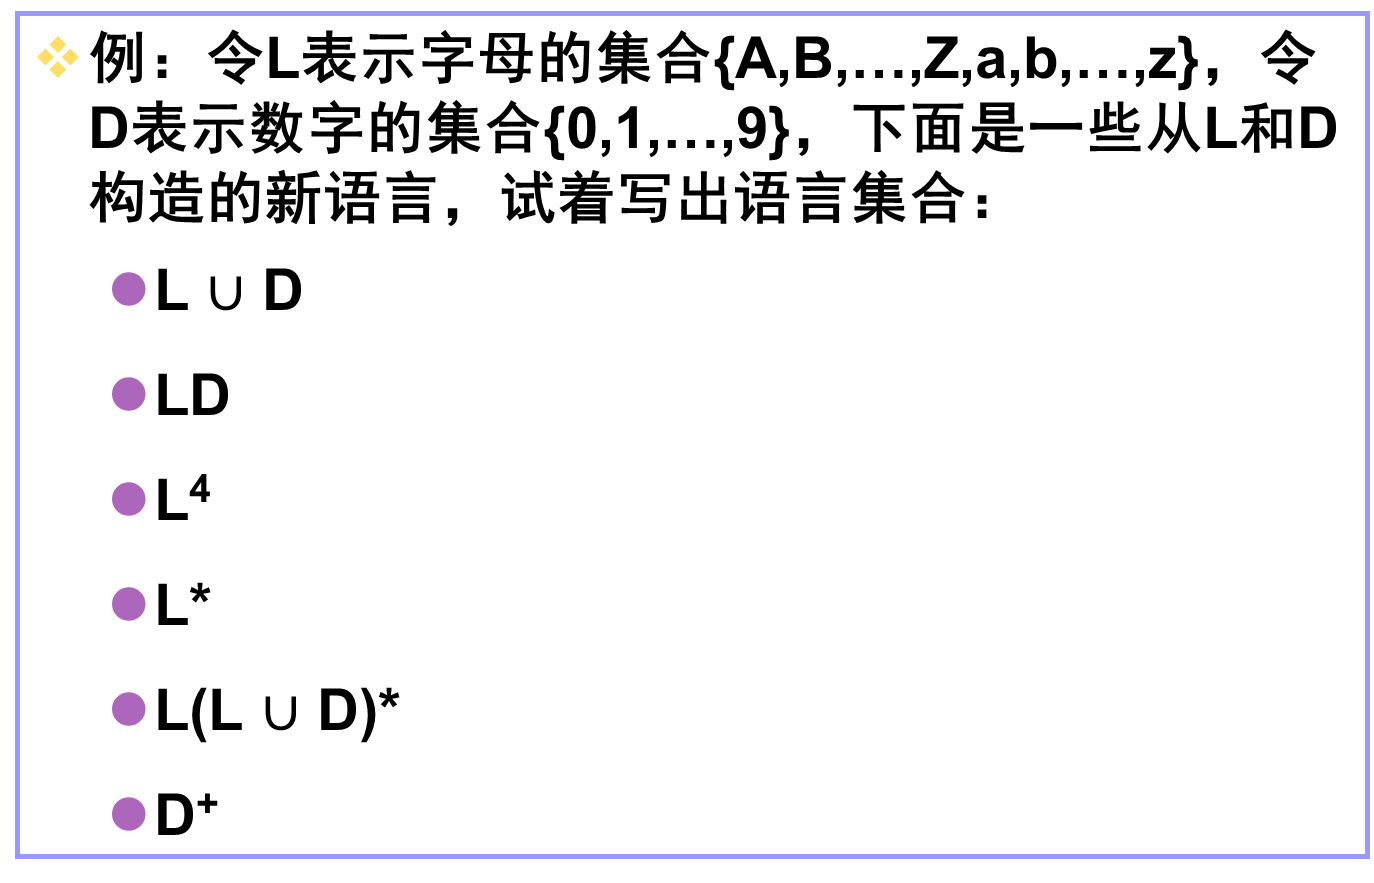 例：令L表示字母的集合{A,B,…,Z,a,b,…,z}，令
D表示数字的集合{0,1,…,9}，下面是一些从L和D
构造的新语言，试着写出语言集合：
L ∪ D
LD
L⁴
L*
L(L ∪ D)*
D⁺